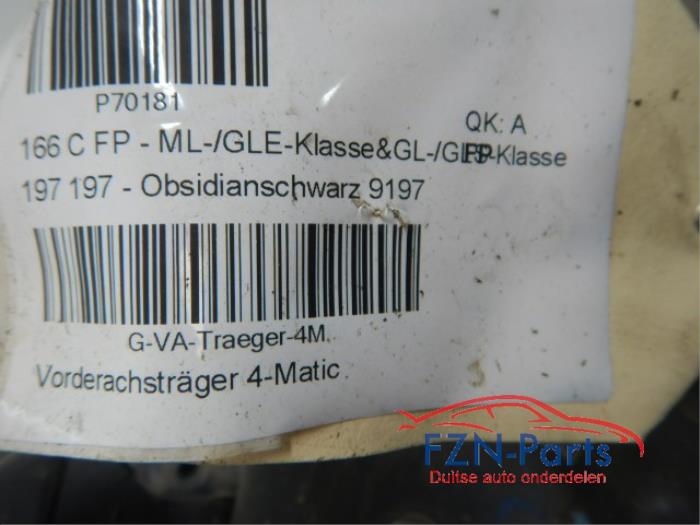 P70181
QK: A
166 C FP - ML-/GLE-Klasse&GL-/GLS-Klasse
197 197 - Obsidianschwarz 9197
G-VA-Traeger-4M
Vorderachsträger 4-Matic
FZN-Parts
Duitse auto onderdelen